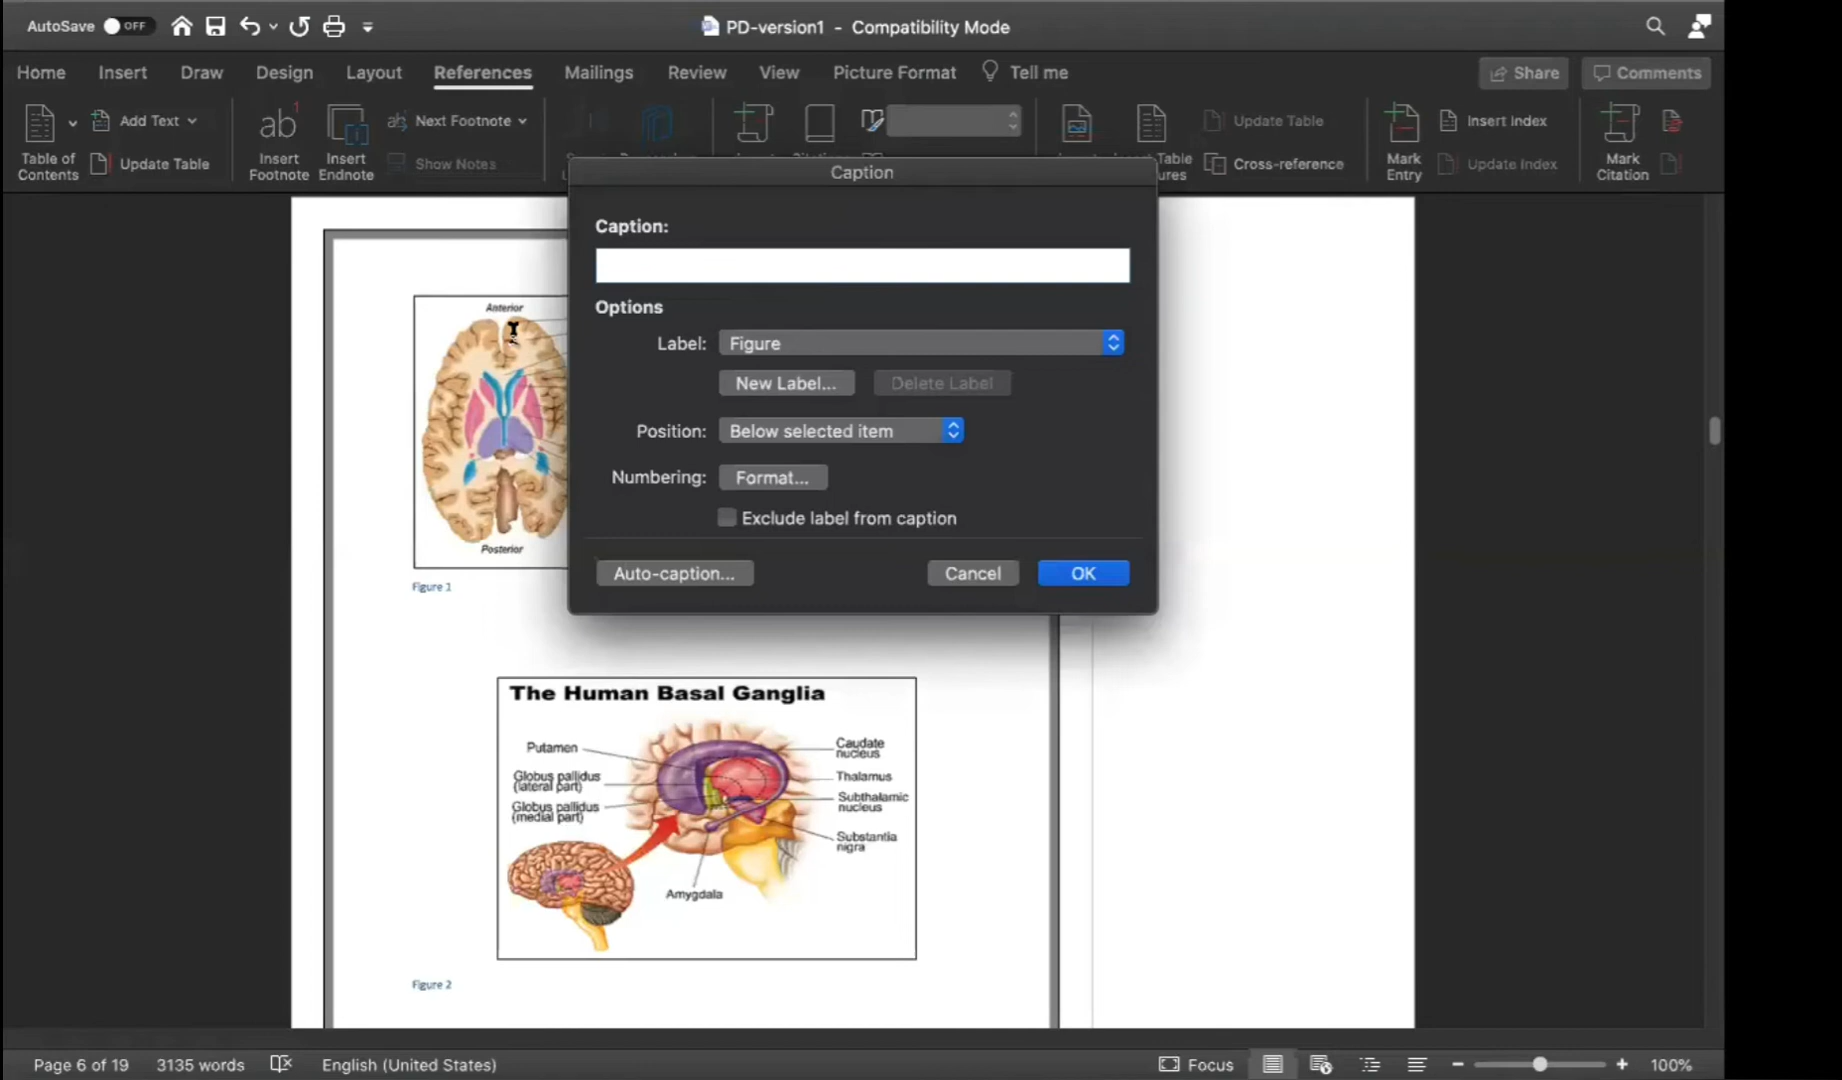 AutoSave OFF
PD-version1 - Compatibility Mode
Home Insert Draw Design Layout References Mailings Review View Picture Format Tell me Share Comments
Table of Contents
Add Text
Update Table
ab 1
Insert Footnote
Insert Endnote
ab
Next Footnote
Show Notes
Update Table
Cross-reference
Mark Entry
Insert Index
Update Index
Mark Citation
Table
Caption
Caption:
Options
Label: Figure
New Label... Delete Label
Position: Below selected item
Numbering: Format...
Exclude label from caption
Auto-caption... Cancel OK
Anterior
Posterior
Figure 1
The Human Basal Ganglia
Putamen
Globus pallidus
(lateral part)
Globus pallidus
(medial part)
Caudate
nucleus
Thalamus
Subthalamic
nucleus
Substantia
nigra
Amygdala
Figure 2
Page 6 of 19 3135 words English (United States) Focus 100%